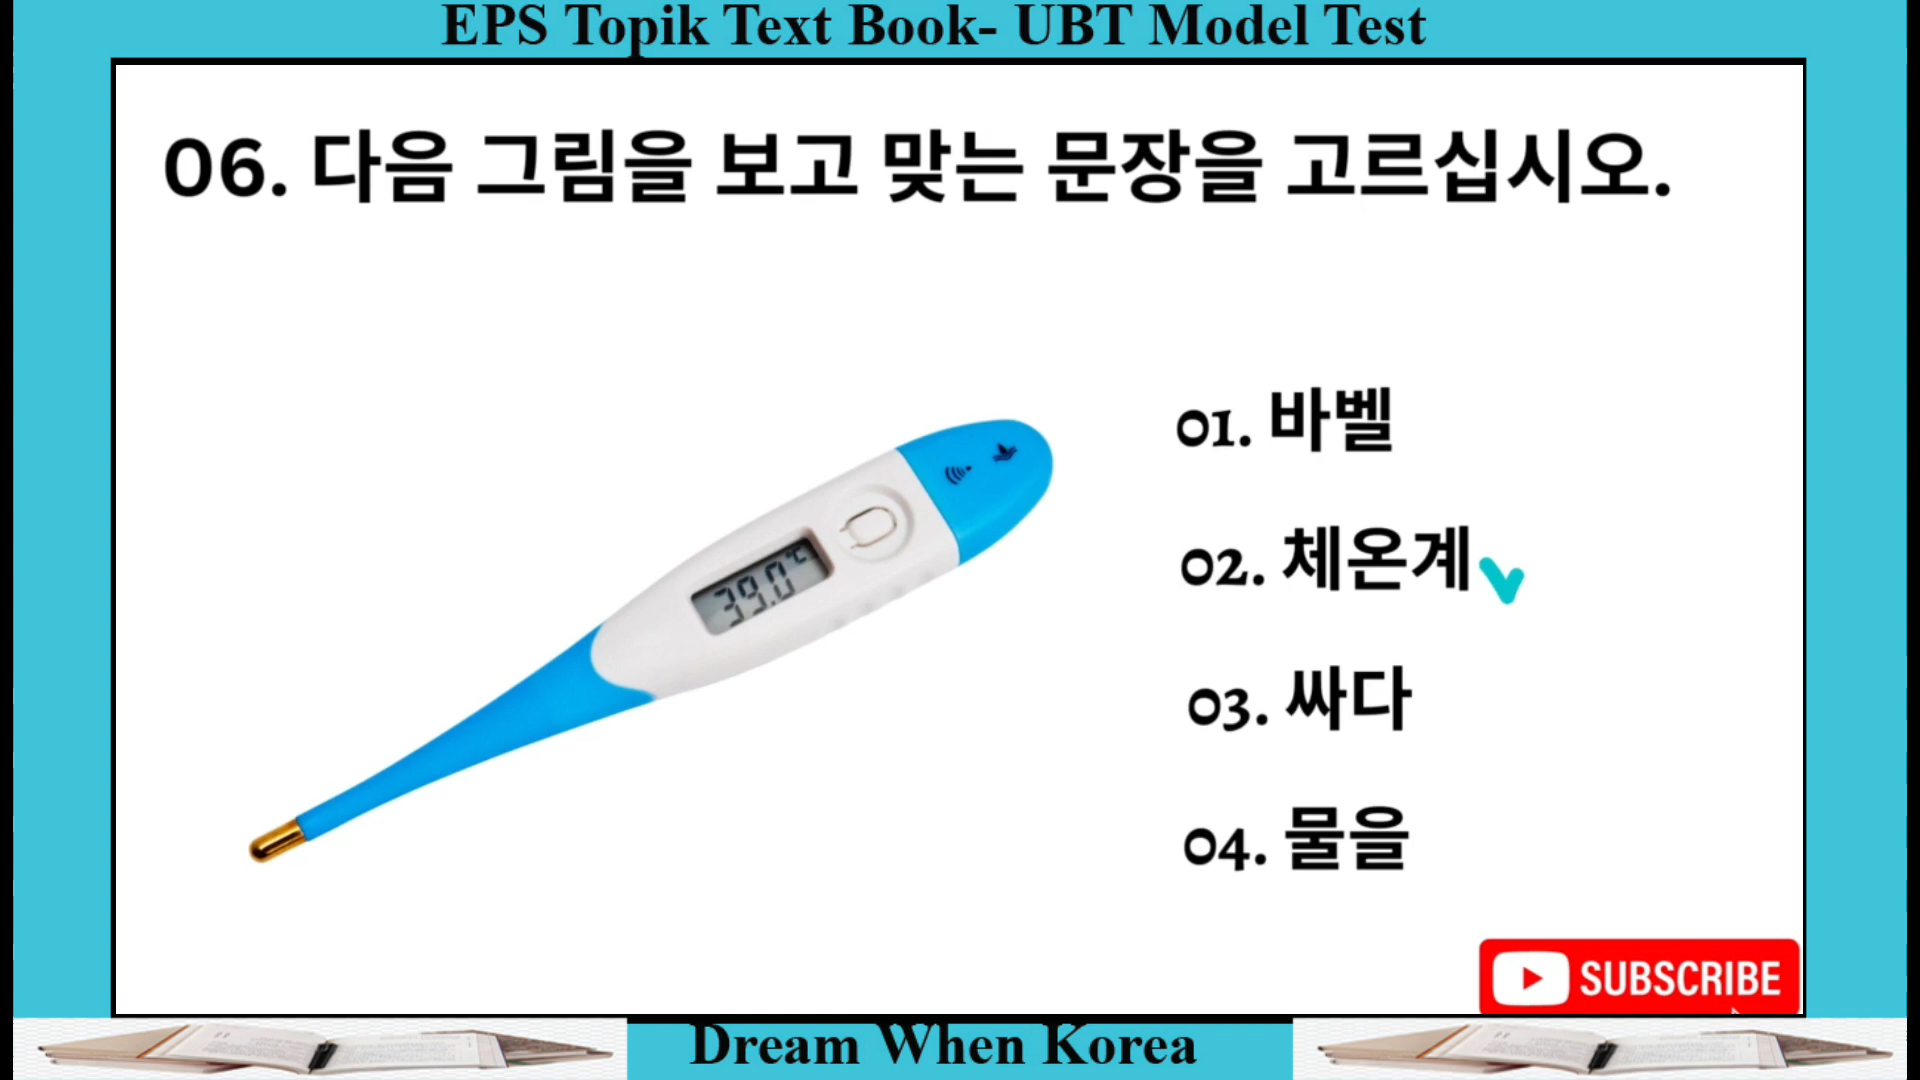 EPS Topik Text Book- UBT Model Test
06. 다음 그림을 보고 맞는 문장을 고르십시오.
01. 바벨
02. 체온계
39.0°C
03. 싸다
04. 물을
SUBSCRIBE
Dream When Korea